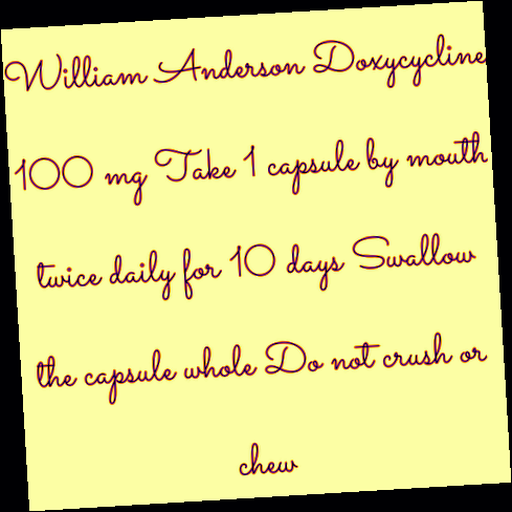 William Anderson Doxycycline
100 mg Take 1 capsule by mouth
twice daily for 10 days Swallow
the capsule whole Do not crush or
chew